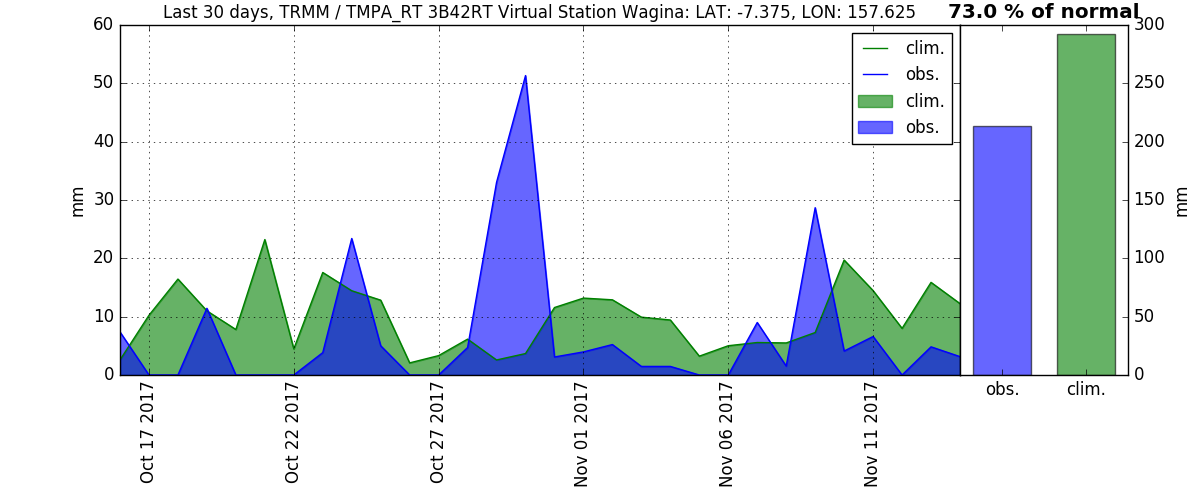 Last 30 days, TRMM / TMPA_RT 3B42RT Virtual Station Wagina: LAT: -7.375, LON: 157.625
73.0 % of normal
60
50
40
30
20
10
0
mm
clim.
obs.
clim.
obs.
Oct 17 2017
Oct 22 2017
Oct 27 2017
Nov 01 2017
Nov 06 2017
Nov 11 2017
300
250
200
150
100
50
0
mm
obs.
clim.